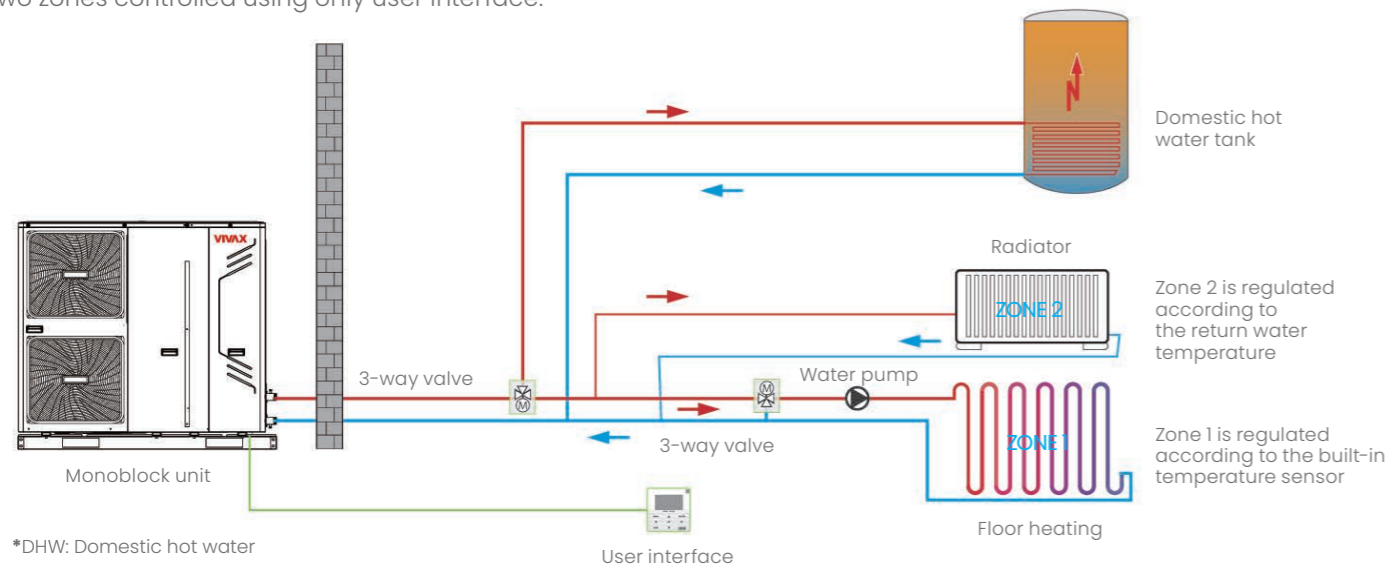 wo zones controlled using only user interface.
Domestic hot
water tank
VIVAX
Radiator
ZONE 2
Zone 2 is regulated
according to
the return water
temperature
3-way valve
M
M
Water pump
3-way valve
ZONE 1
Zone 1 is regulated
according to the built-in
temperature sensor
Monoblock unit
Floor heating
*DHW: Domestic hot water
User interface